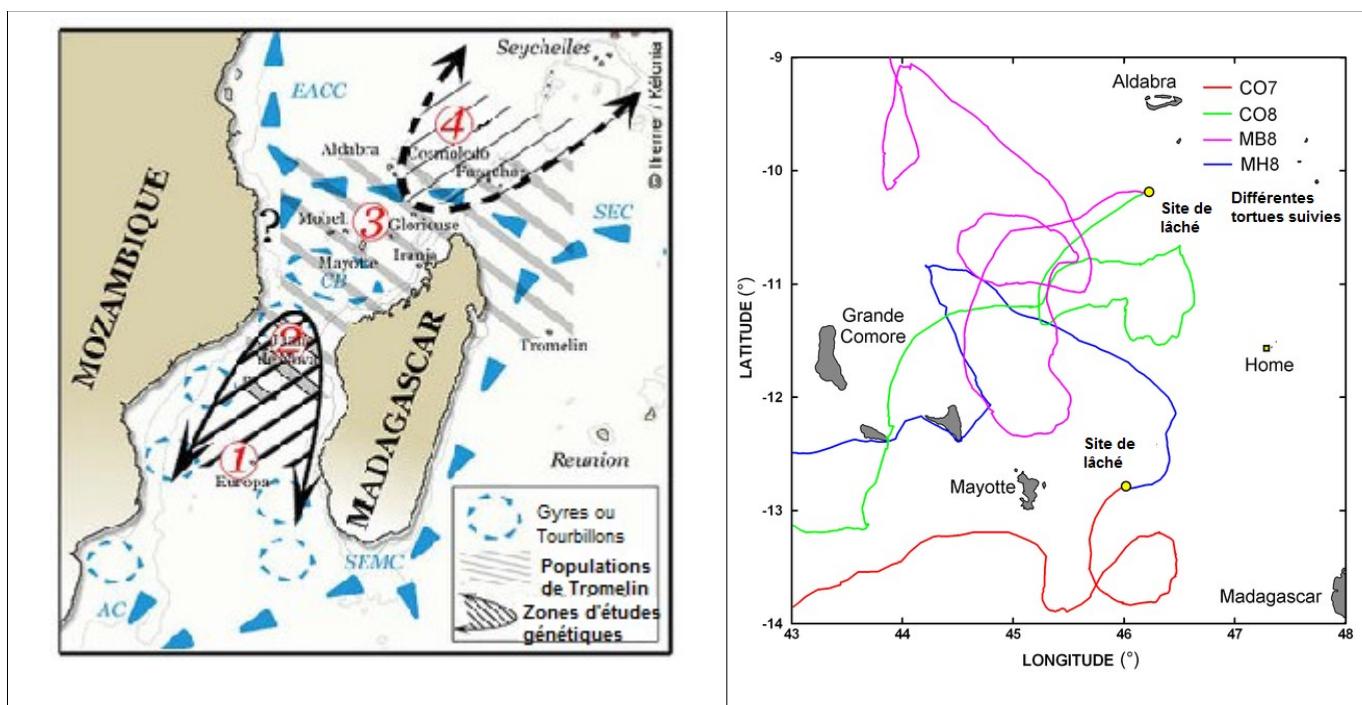 Seychelles
© Liternier / Kélonia
EACC
4
Aldabra
Cosmoledo
SEC
3
Mohel
Glorieuse
?
Mayotte
Iranja
CB
MOZAMBIQUE
2
Tromelin
MADAGASCAR
1
Europa
Reunion
Gyres ou
Tourbillons
Populations
de Tromelin
Zones d'études
génétiques
SEMC
AC
-9
-10
-11
-12
-13
-14
LATITUDE (°)
43
44
45
46
47
48
LONGITUDE (°)
Aldabra
CO7
CO8
MB8
MH8
Site de
lâché
Différentes
tortues suivies
Grande
Comore
Home
Site de
lâché
Mayotte
Madagascar